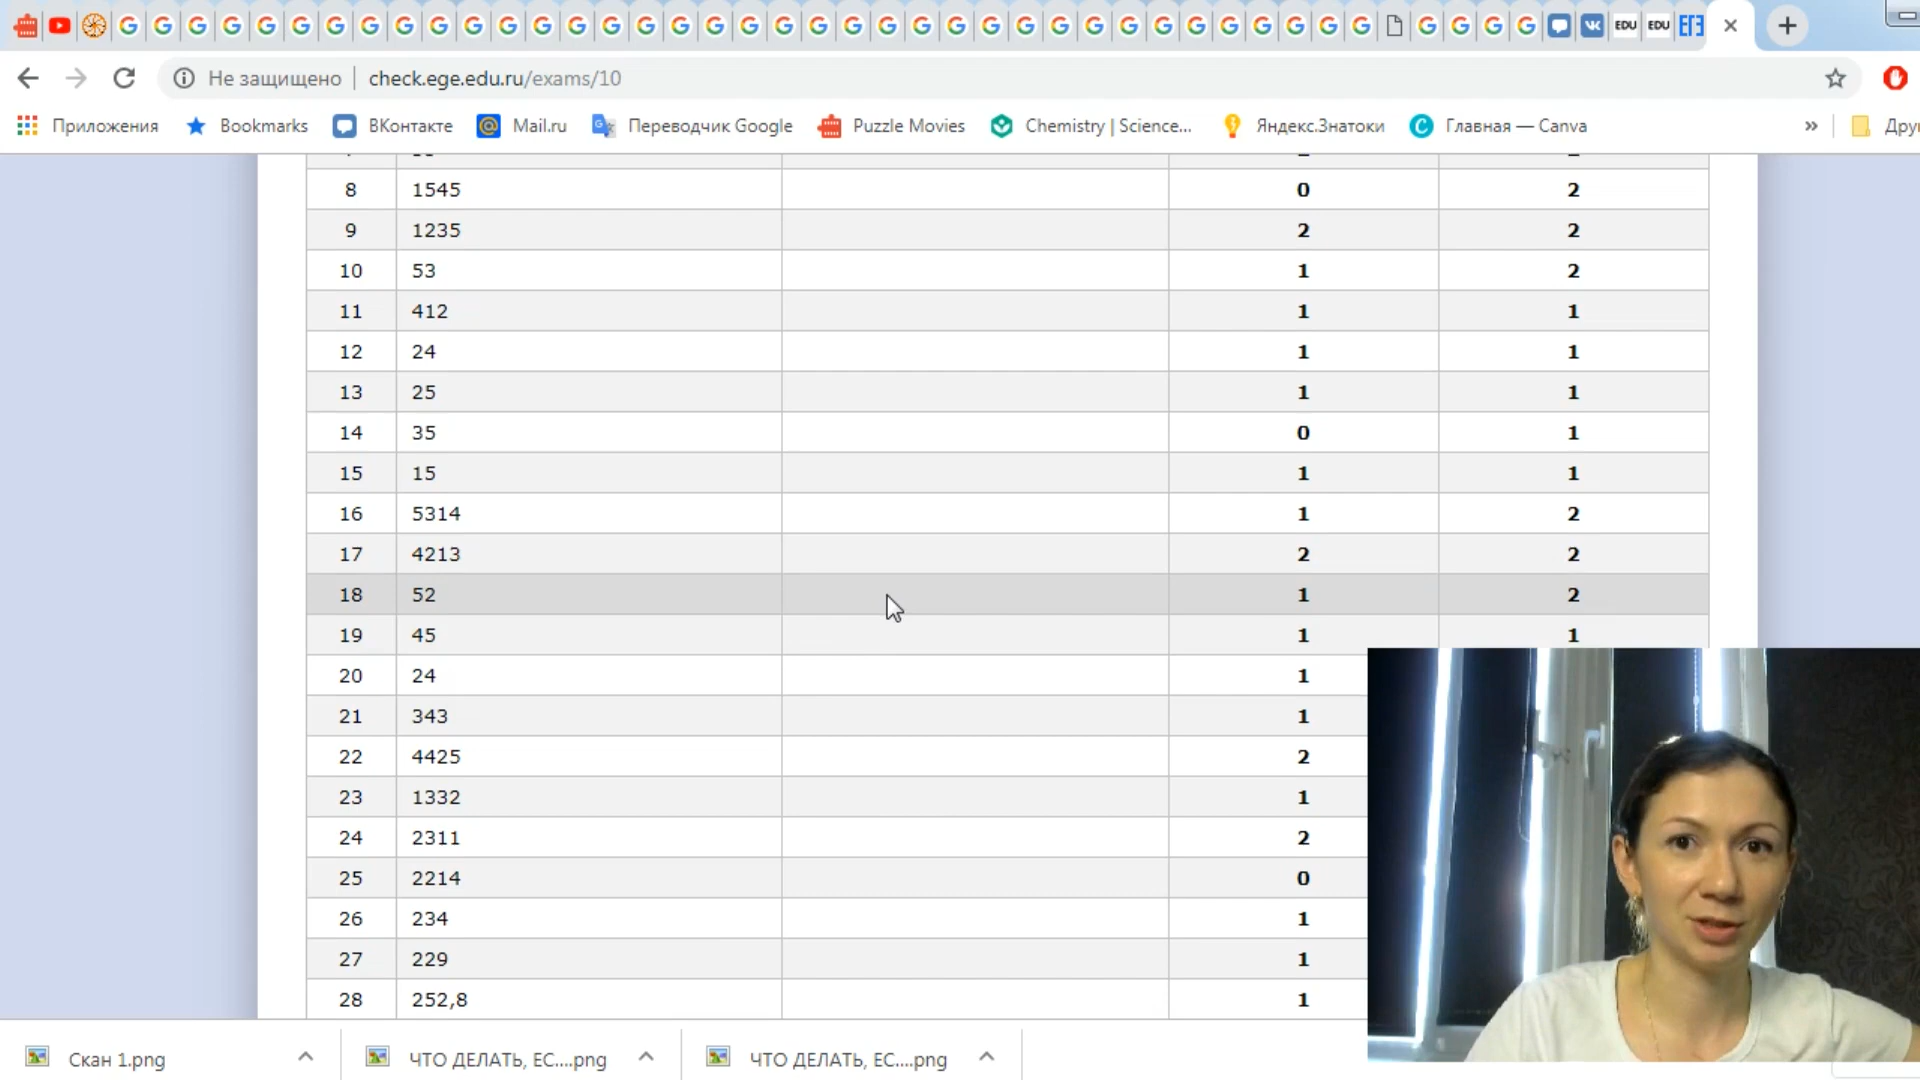 EDU
EDU
Не защищено
check.ege.edu.ru/exams/10
Приложения
Bookmarks
ВКонтакте
Mail.ru
Переводчик Google
Puzzle Movies
Chemistry | Science...
Яндекс.Знатоки
Главная — Canva
»
Дру
8 1545 0 2
9 1235 2 2
10 53 1 2
11 412 1 1
12 24 1 1
13 25 1 1
14 35 0 1
15 15 1 1
16 5314 1 2
17 4213 2 2
18 52 1 2
19 45 1 1
20 24 1
21 343 1
22 4425 2
23 1332 1
24 2311 2
25 2214 0
26 234 1
27 229 1
28 252,8 1
Скан 1.png
ЧТО ДЕЛАТЬ, ЕС....png
ЧТО ДЕЛАТЬ, ЕС....png